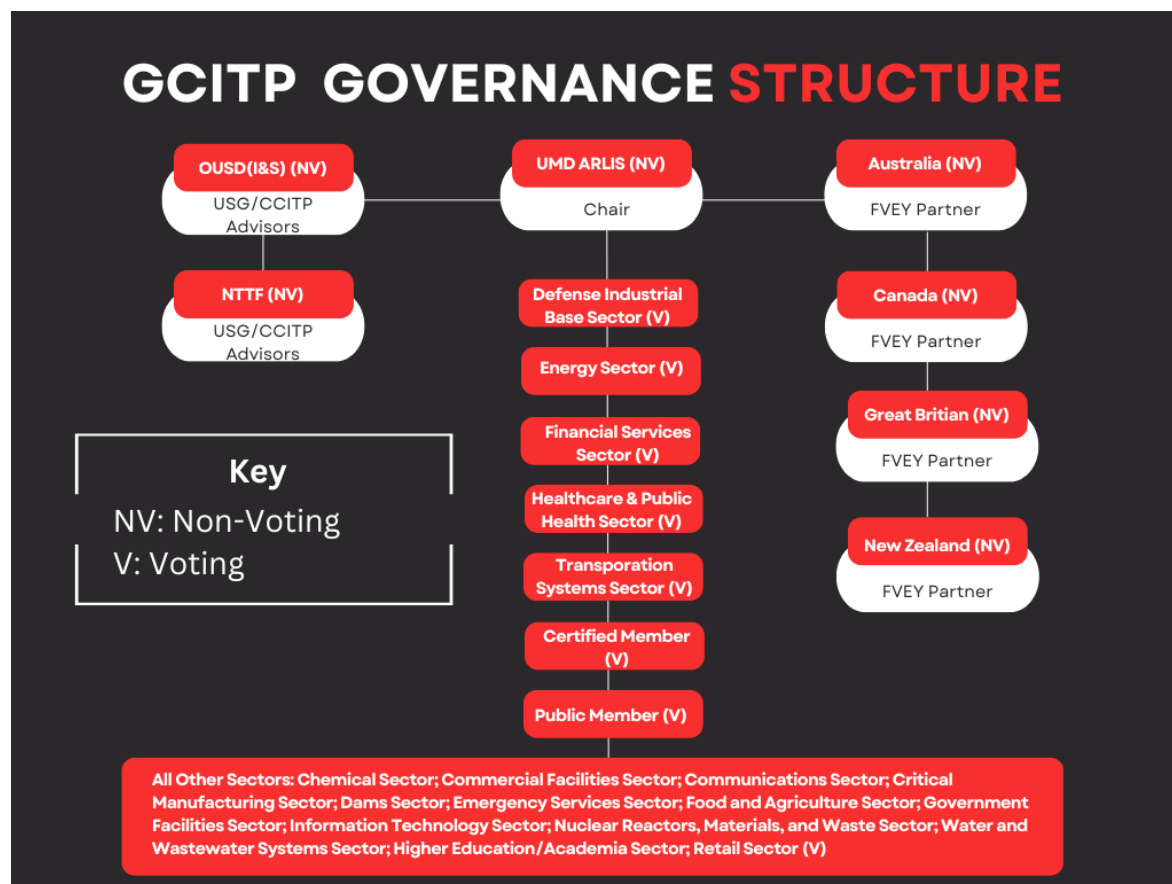 GCITP GOVERNANCE STRUCTURE
OUSD(I&S) (NV)
USG/CCITP
Advisors
NTTF (NV)
USG/CCITP
Advisors
UMD ARLIS (NV)
Chair
Defense Industrial
Base Sector (V)
Energy Sector (V)
Financial Services
Sector (V)
Healthcare & Public
Health Sector (V)
Transporation
Systems Sector (V)
Certified Member
(V)
Public Member (V)
Australia (NV)
FVEY Partner
Canada (NV)
FVEY Partner
Great Britian (NV)
FVEY Partner
New Zealand (NV)
FVEY Partner
Key
NV: Non-Voting
V: Voting
All Other Sectors: Chemical Sector; Commercial Facilities Sector; Communications Sector; Critical
Manufacturing Sector; Dams Sector; Emergency Services Sector; Food and Agriculture Sector; Government
Facilities Sector; Information Technology Sector; Nuclear Reactors, Materials, and Waste Sector; Water and
Wastewater Systems Sector; Higher Education/Academia Sector; Retail Sector (V)